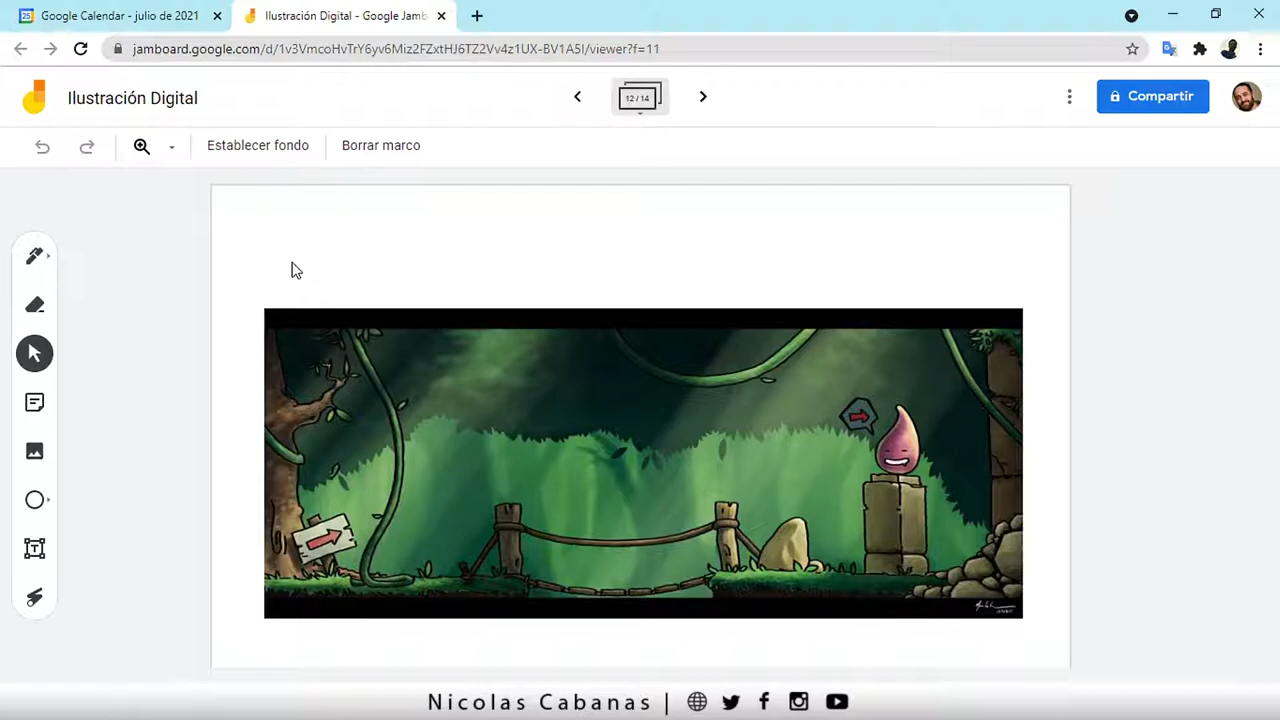 Google Calendar - julio de 2021
Ilustración Digital - Google Jamb
jamboard.google.com/d/1v3VmcoHvTrY6yv6Miz2FZxtHJ6TZ2Vv4z1UX-BV1A5I/viewer?f=11
Ilustración Digital
12 / 14
Compartir
Establecer fondo
Borrar marco
Nicolas Cabanas |